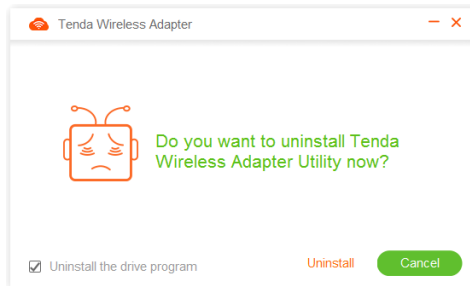 Tenda Wireless Adapter
Do you want to uninstall Tenda
Wireless Adapter Utility now?
Uninstall the drive program
Uninstall
Cancel